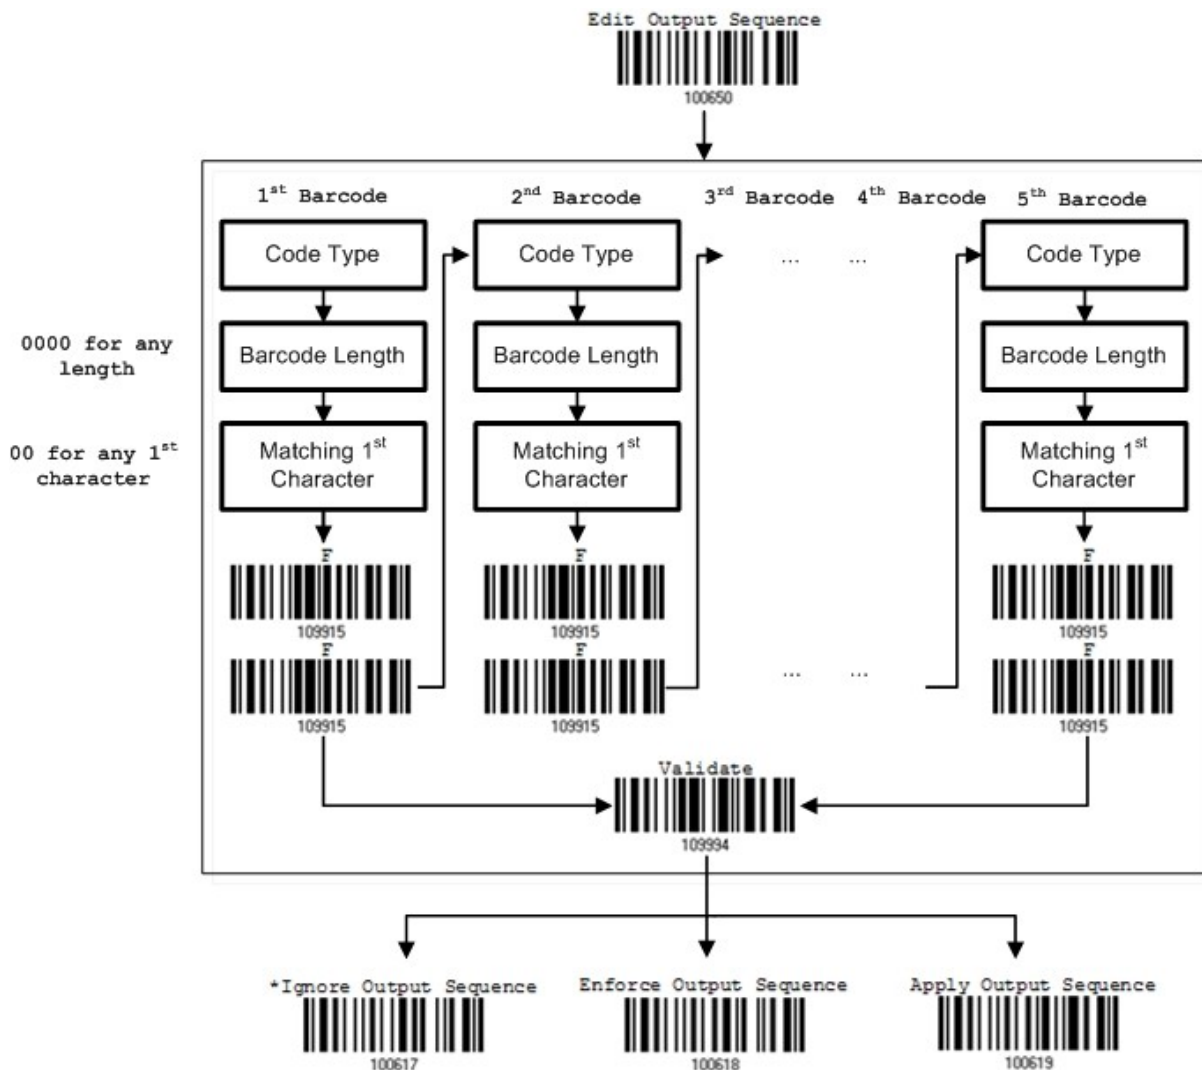 Edit Output Sequence
100650
1st Barcode 2nd Barcode 3rd Barcode 4th Barcode 5th Barcode
Code Type Code Type ... ... Code Type
0000 for any
length
Barcode Length Barcode Length Barcode Length
00 for any 1st
character
Matching 1st
Character
Matching 1st
Character
Matching 1st
Character
109915 109915 109915
... ...
109915 109915 109915
Validate
109994
*Ignore Output Sequence Enforce Output Sequence Apply Output Sequence
100617 100618 100619